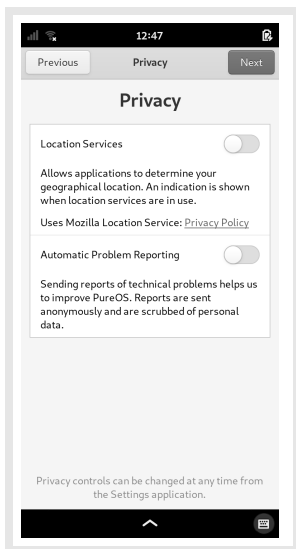 12:47
Previous
Privacy
Next
Privacy
Location Services
Allows applications to determine your
geographical location. An indication is shown
when location services are in use.
Uses Mozilla Location Service: Privacy Policy
Automatic Problem Reporting
Sending reports of technical problems helps us
to improve PureOS. Reports are sent
anonymously and are scrubbed of personal
data.
Privacy controls can be changed at any time from
the Settings application.